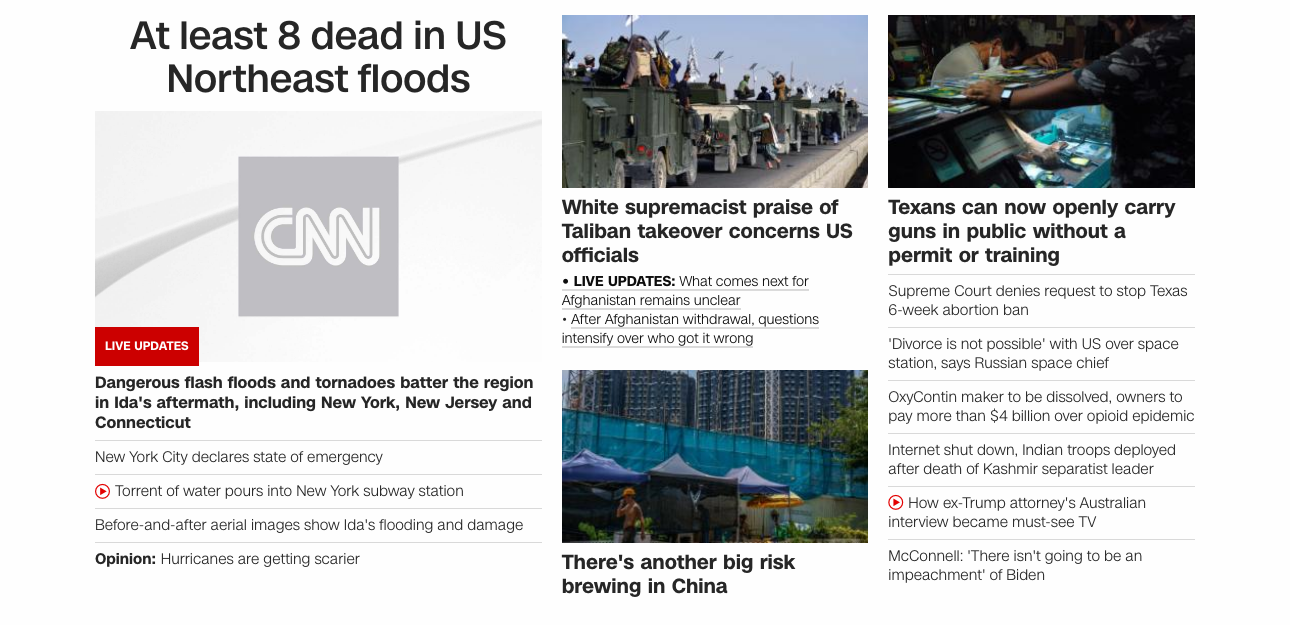 At least 8 dead in US
Northeast floods
CNN
LIVE UPDATES
Dangerous flash floods and tornadoes batter the region
in Ida's aftermath, including New York, New Jersey and
Connecticut
New York City declares state of emergency
Torrent of water pours into New York subway station
Before-and-after aerial images show Ida's flooding and damage
Opinion: Hurricanes are getting scarier
White supremacist praise of
Taliban takeover concerns US
officials
• LIVE UPDATES: What comes next for
Afghanistan remains unclear
• After Afghanistan withdrawal, questions
intensify over who got it wrong
There's another big risk
brewing in China
Texans can now openly carry
guns in public without a
permit or training
Supreme Court denies request to stop Texas
6-week abortion ban
'Divorce is not possible' with US over space
station, says Russian space chief
OxyContin maker to be dissolved, owners to
pay more than $4 billion over opioid epidemic
Internet shut down, Indian troops deployed
after death of Kashmir separatist leader
How ex-Trump attorney's Australian
interview became must-see TV
McConnell: 'There isn't going to be an
impeachment' of Biden